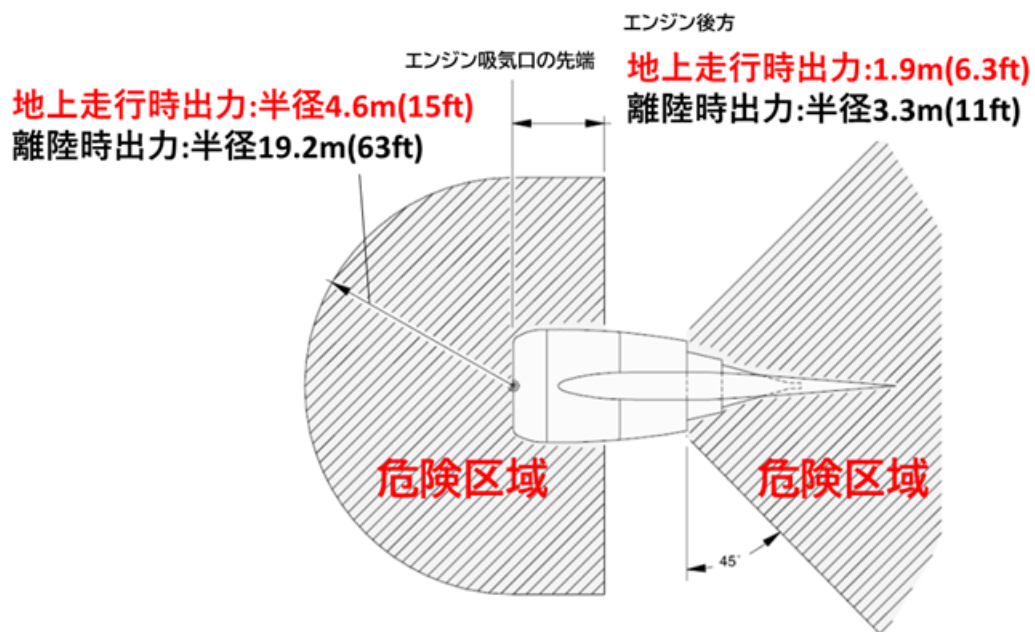 エンジン後方
エンジン吸気口の先端
地上走行時出力:1.9m(6.3ft)
離陸時出力:半径3.3m(11ft)
地上走行時出力:半径4.6m(15ft)
離陸時出力:半径19.2m(63ft)
危険区域
危険区域
45°